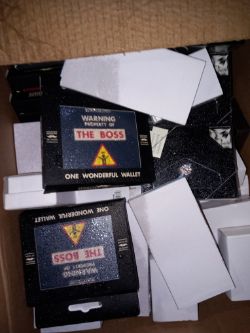 WARNING
PROPERTY OF
THE BOSS
ONE WONDERFUL WALLET
ONE WONDERFUL WALLET
THE BOSS
PROPERTY OF
WARNING